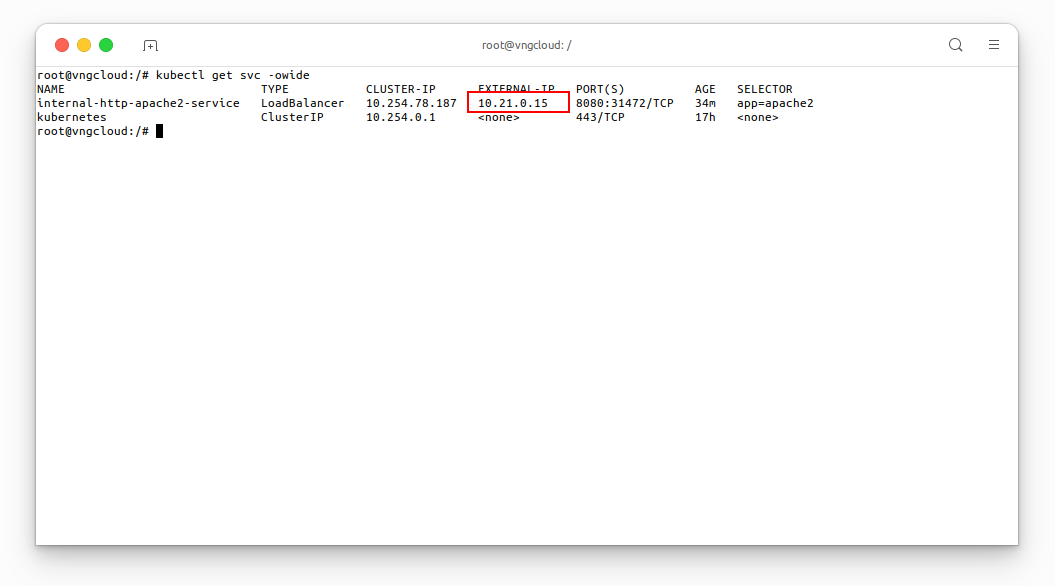 root@vngcloud: /
root@vngcloud:/# kubectl get svc -owide
NAME                             TYPE           CLUSTER-IP      EXTERNAL-IP   PORT(S)          AGE   SELECTOR
internal-http-apache2-service   LoadBalancer   10.254.78.187   10.21.0.15    8080:31472/TCP   34m   app=apache2
kubernetes                      ClusterIP      10.254.0.1      <none>        443/TCP          17h   <none>
root@vngcloud:/#